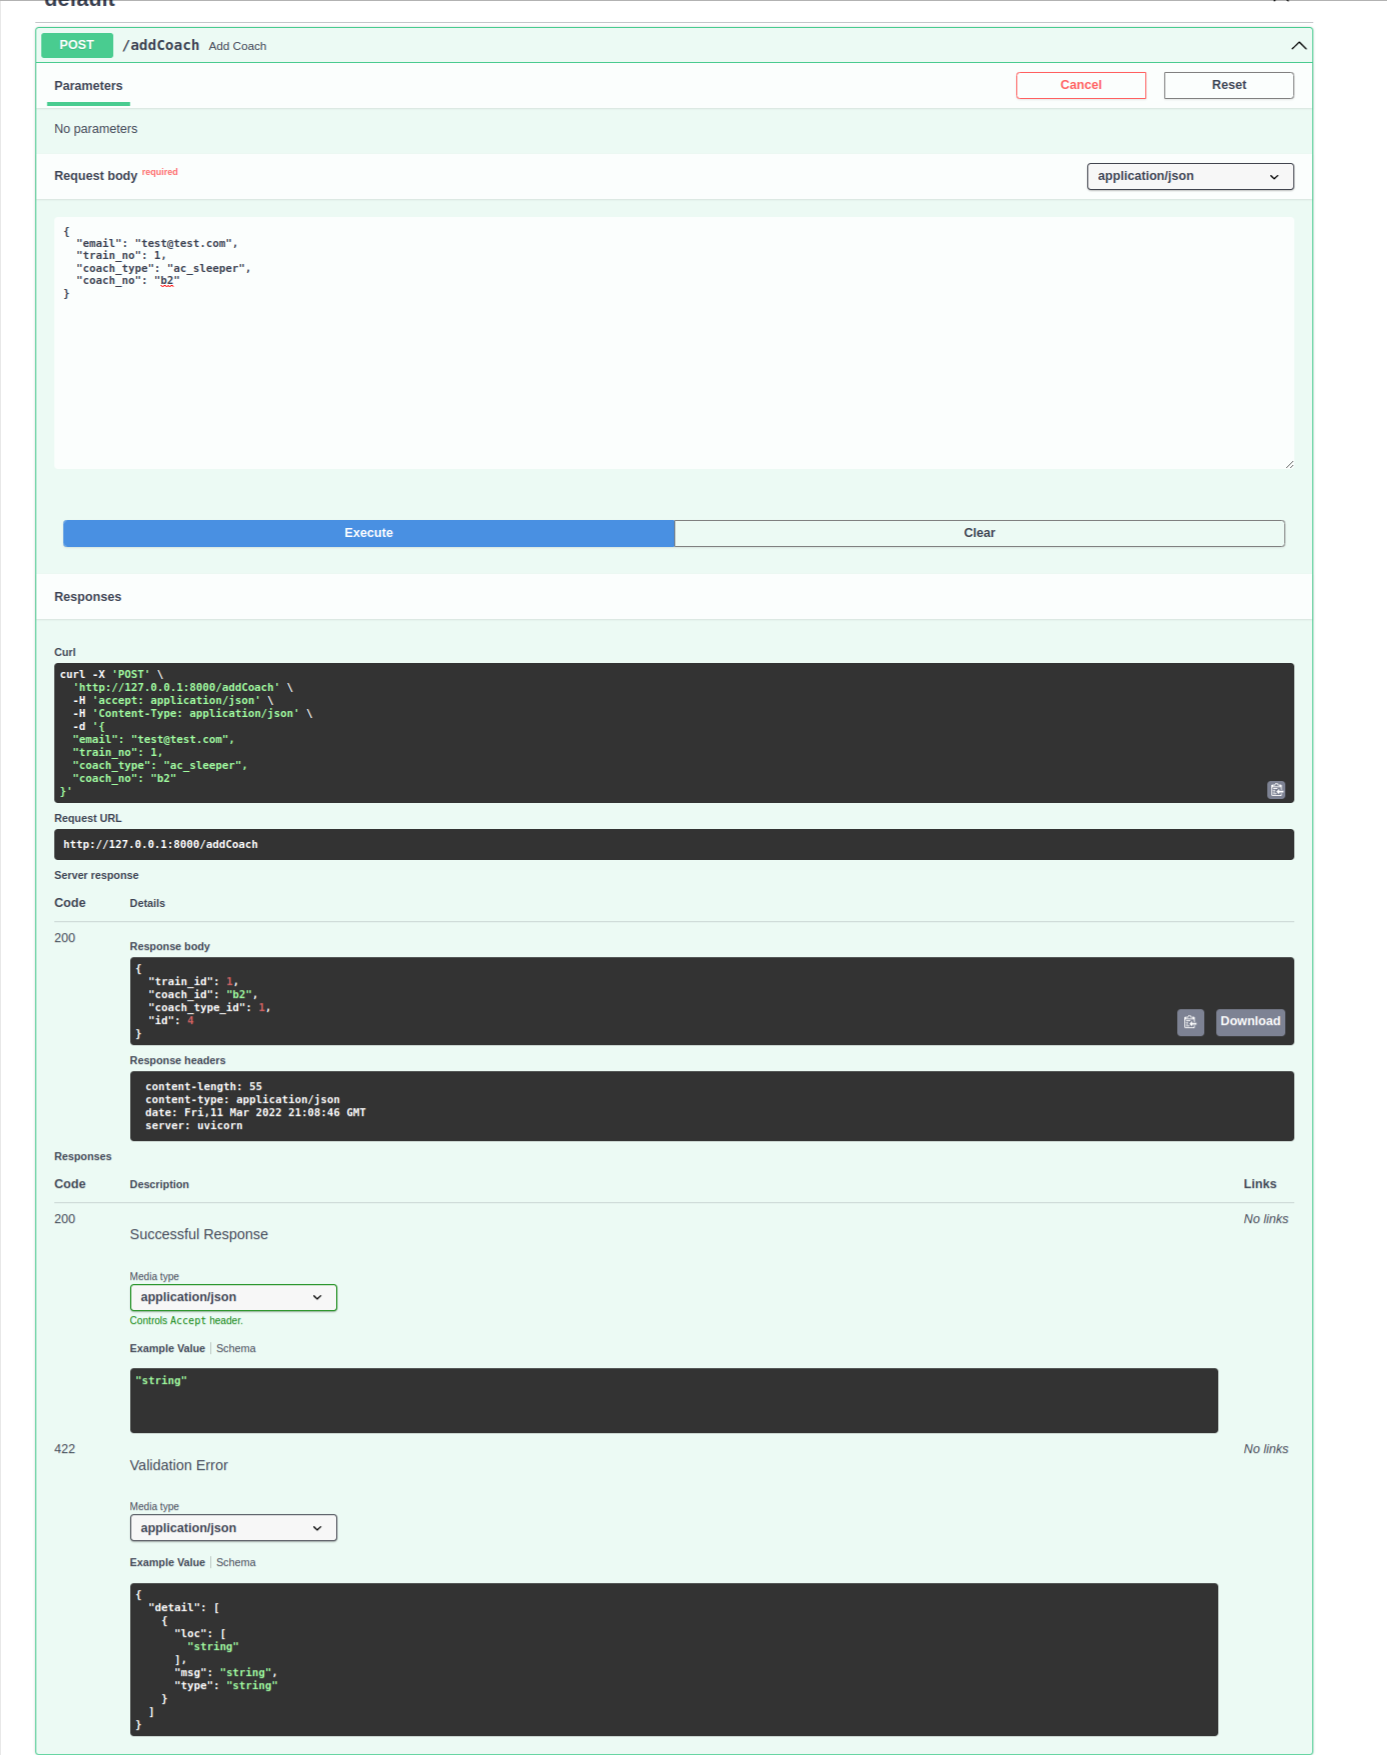 default
POST /addCoach Add Coach
Parameters
Cancel
Reset
No parameters
Request body required
application/json
{
  "email": "test@test.com",
  "train_no": 1,
  "coach_type": "ac_sleeper",
  "coach_no": "b2"
}
Execute
Clear
Responses
Curl
curl -X 'POST' \
  'http://127.0.0.1:8000/addCoach' \
  -H 'accept: application/json' \
  -H 'Content-Type: application/json' \
  -d '{
  "email": "test@test.com",
  "train_no": 1,
  "coach_type": "ac_sleeper",
  "coach_no": "b2"
}'
Request URL
http://127.0.0.1:8000/addCoach
Server response
Code Details
200
Response body
{
  "train_id": 1,
  "coach_id": "b2",
  "coach_type_id": 1,
  "id": 4
}
Download
Response headers
content-length: 55
content-type: application/json
date: Fri,11 Mar 2022 21:08:46 GMT
server: uvicorn
Responses
Code Description Links
200 No links
Successful Response
Media type
application/json
Controls Accept header.
Example Value | Schema
"string"
422 No links
Validation Error
Media type
application/json
Example Value | Schema
{
  "detail": [
    {
      "loc": [
        "string"
      ],
      "msg": "string",
      "type": "string"
    }
  ]
}